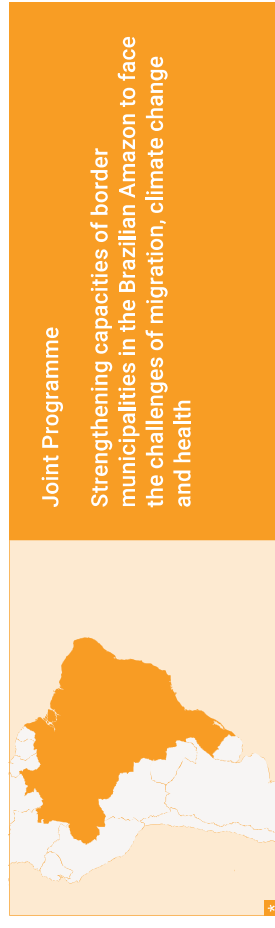 Joint Programme
Strengthening capacities of border
municipalities in the Brazilian Amazon to face
the challenges of migration, climate change
and health
*